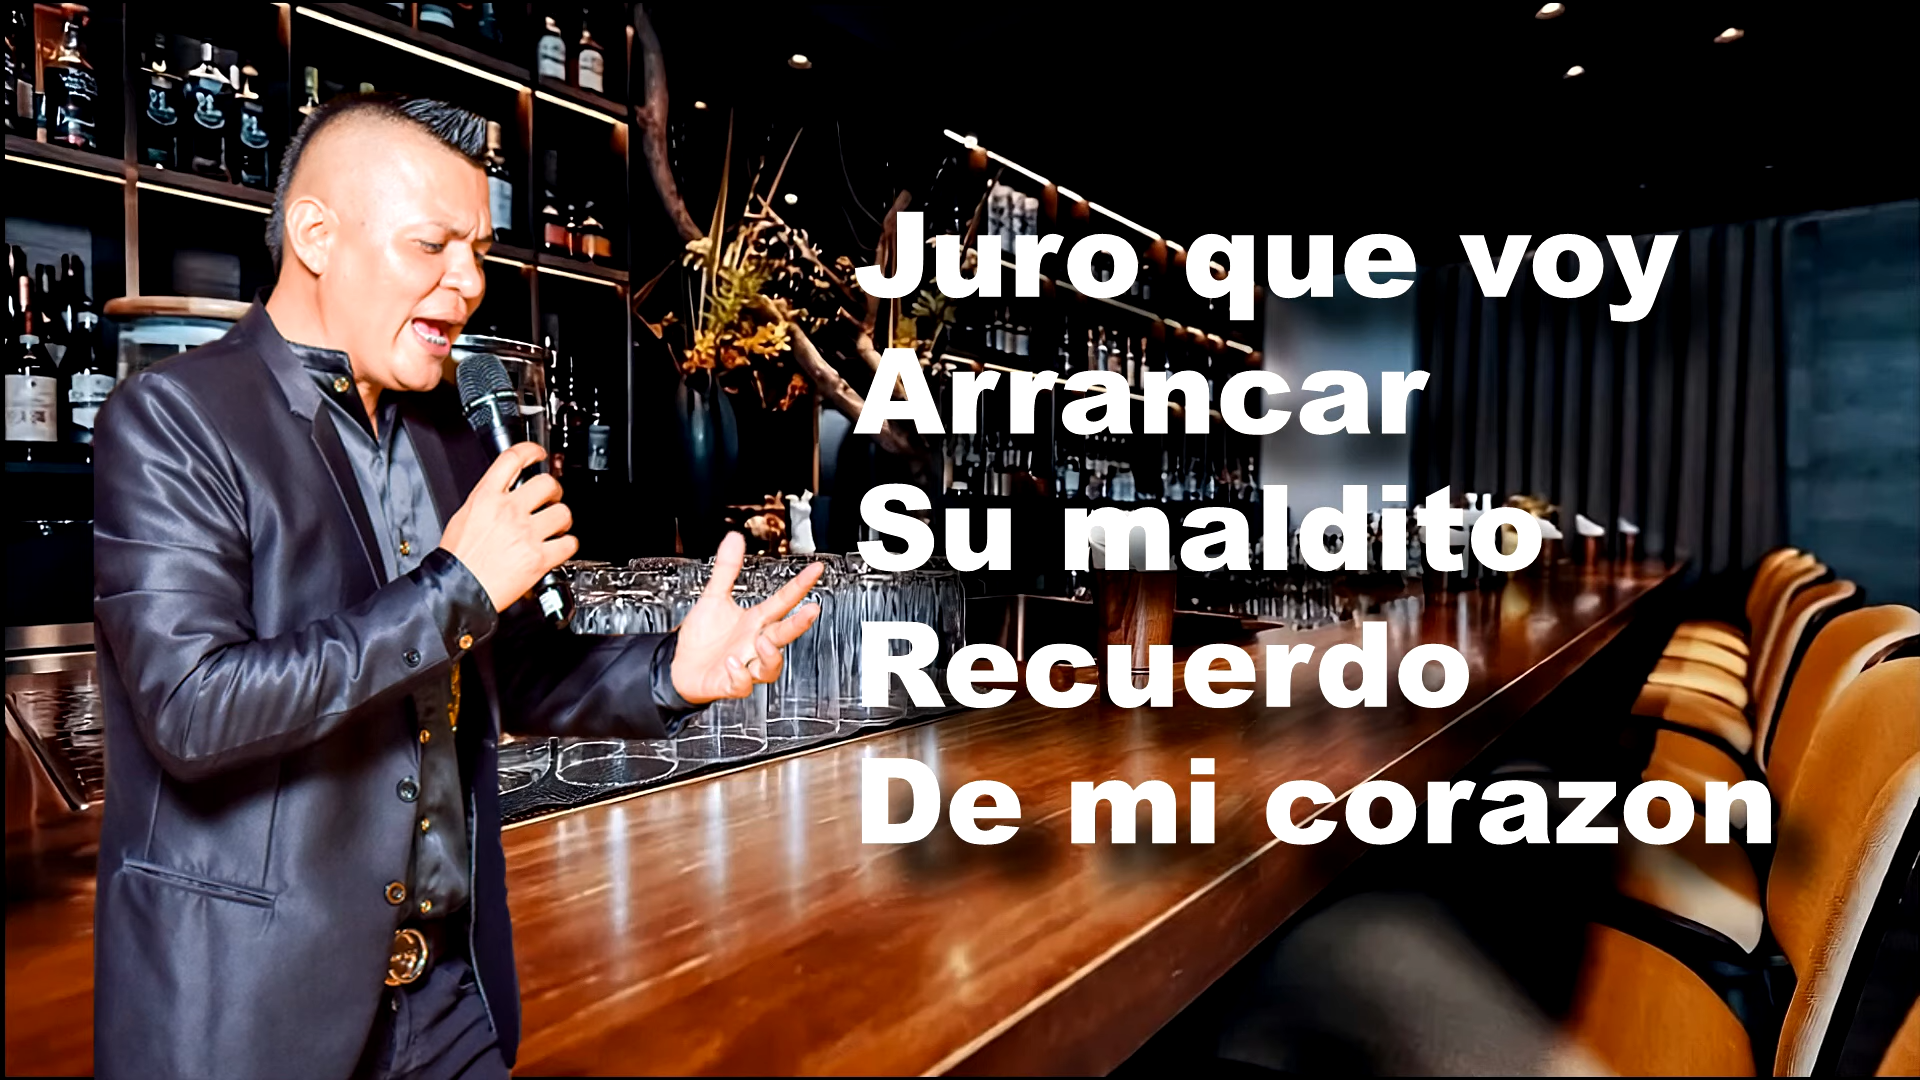 Juro que voy
Arrancar
Su maldito
Recuerdo
De mi corazon